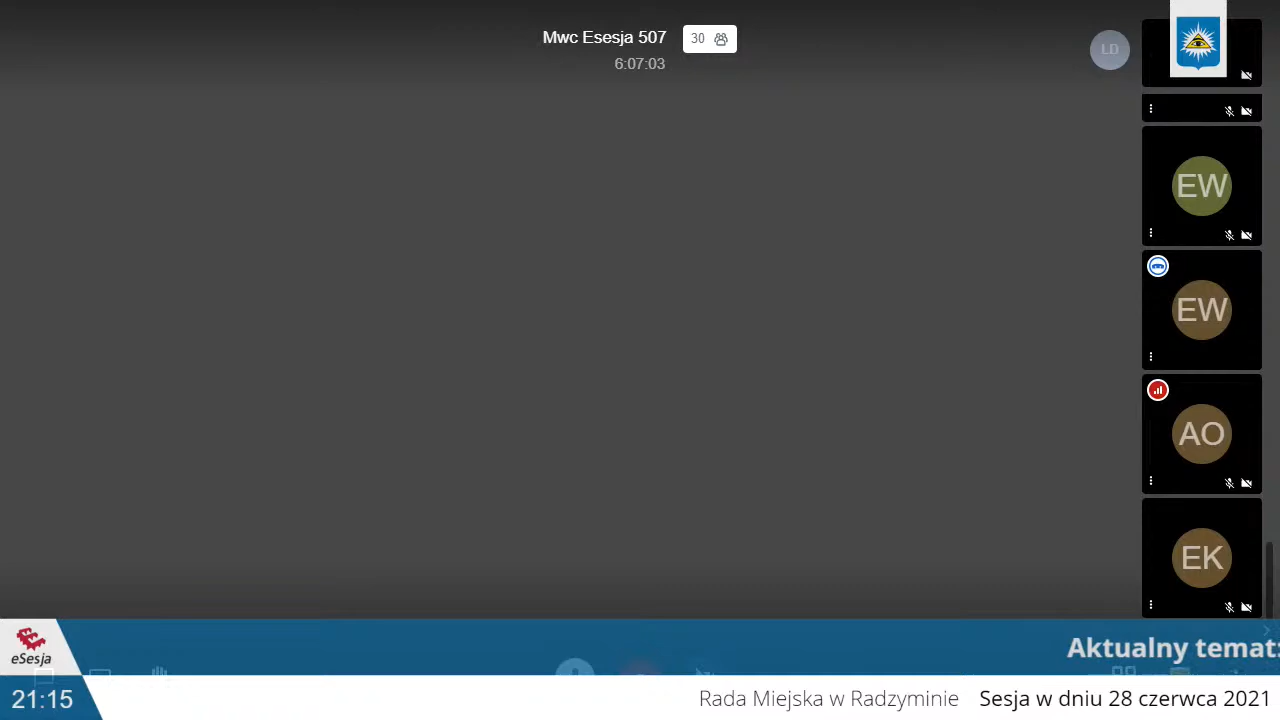 Mwc Esesja 507
30
6:07:03
LD
EW
EW
AO
EK
Aktualny temat:
eSesja
21:15
Rada Miejska w Radzyminie Sesja w dniu 28 czerwca 2021